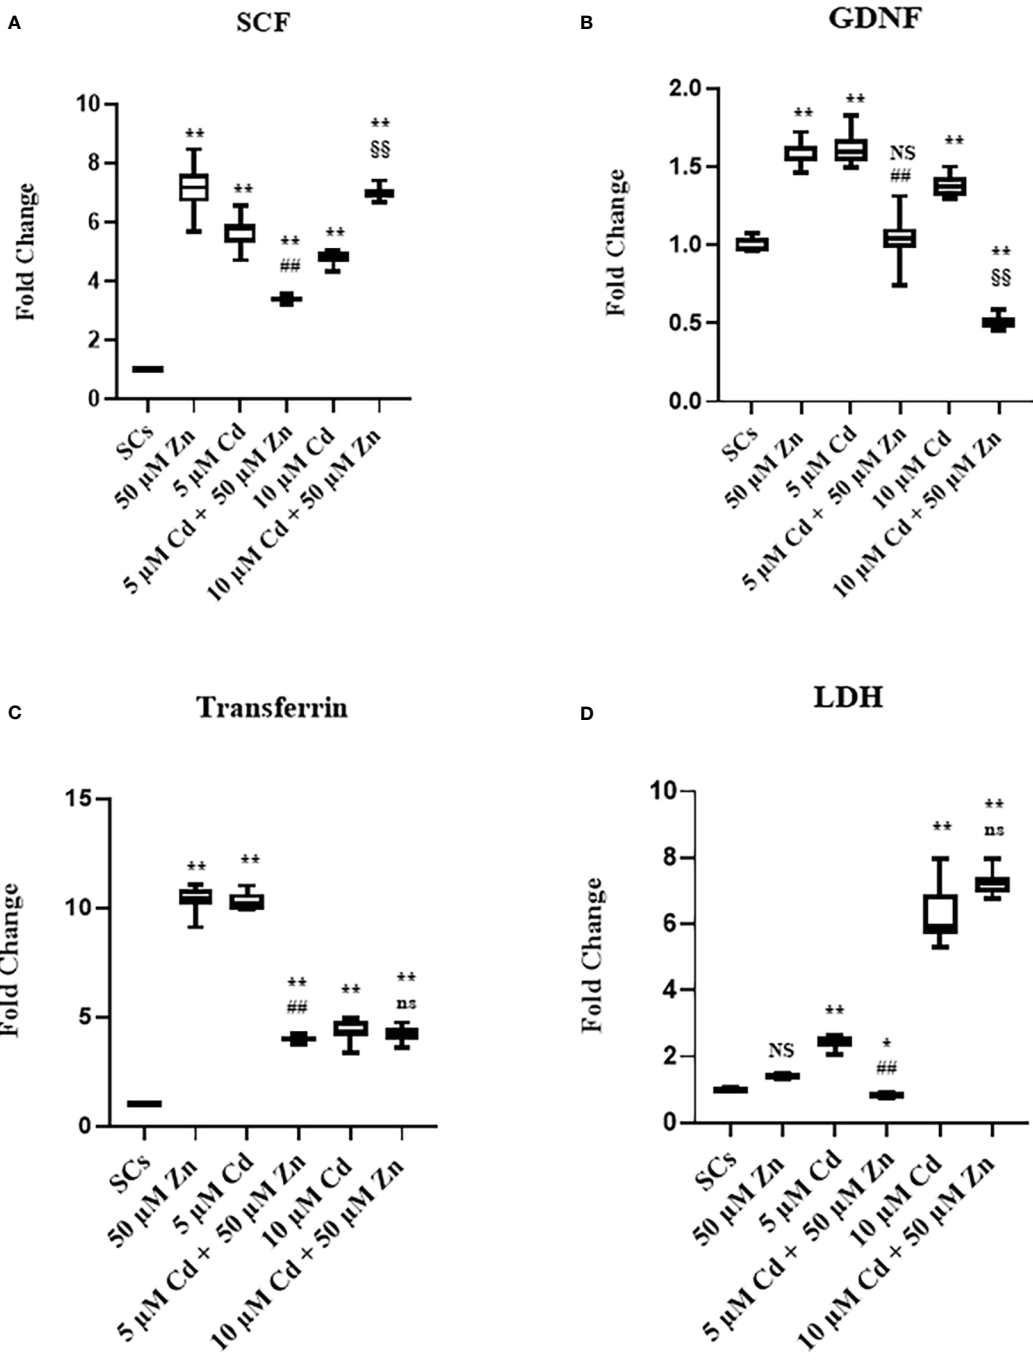 A
SCF
Fold Change
10
8
6
4
2
0
**
**
**
##
**
**
§§
SCs
50 µM Zn
5 µM Cd
5 µM Cd + 50 µM Zn
10 µM Cd
10 µM Cd + 50 µM Zn
B
GDNF
Fold Change
2.0
1.5
1.0
0.5
0.0
**
**
NS
##
**
**
§§
SCs
50 µM Zn
5 µM Cd
5 µM Cd + 50 µM Zn
10 µM Cd
10 µM Cd + 50 µM Zn
C
Transferrin
Fold Change
15
10
5
0
**
**
**
##
**
**
ns
SCs
50 µM Zn
5 µM Cd
5 µM Cd + 50 µM Zn
10 µM Cd
10 µM Cd + 50 µM Zn
D
LDH
Fold Change
10
8
6
4
2
0
NS
**
*
##
**
**
ns
SCs
50 µM Zn
5 µM Cd
5 µM Cd + 50 µM Zn
10 µM Cd
10 µM Cd + 50 µM Zn